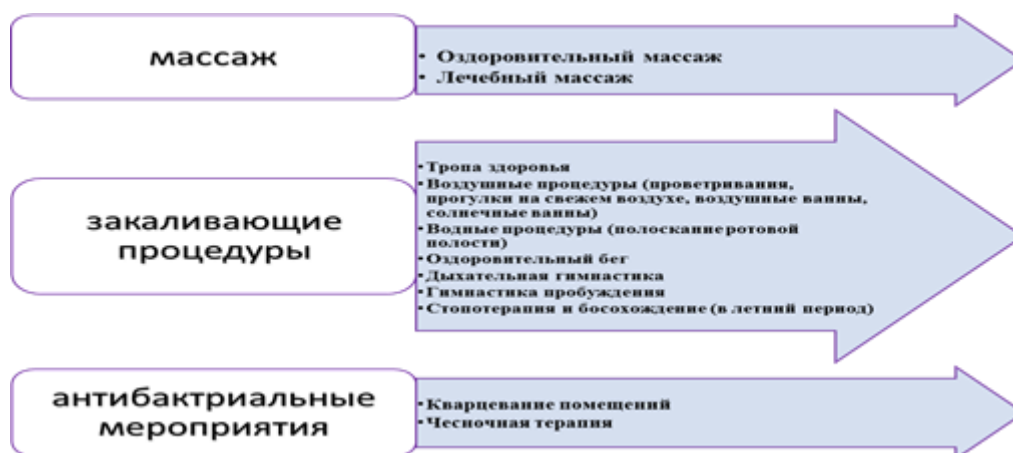 массаж
• Оздоровительный массаж
• Лечебный массаж
закаливающие
процедуры
• Тропа здоровья
• Воздушные процедуры (проветривания,
прогулки на свежем воздухе, воздушные ванны,
солнечные ванны)
• Водные процедуры (полоскание ротовой
полости)
• Оздоровительный бег
• Дыхательная гимнастика
• Гимнастика пробуждения
• Стопотерапия и босохождение (в летний период)
антибактриальные
мероприятия
• Кварцевание помещений
• Чесночная терапия